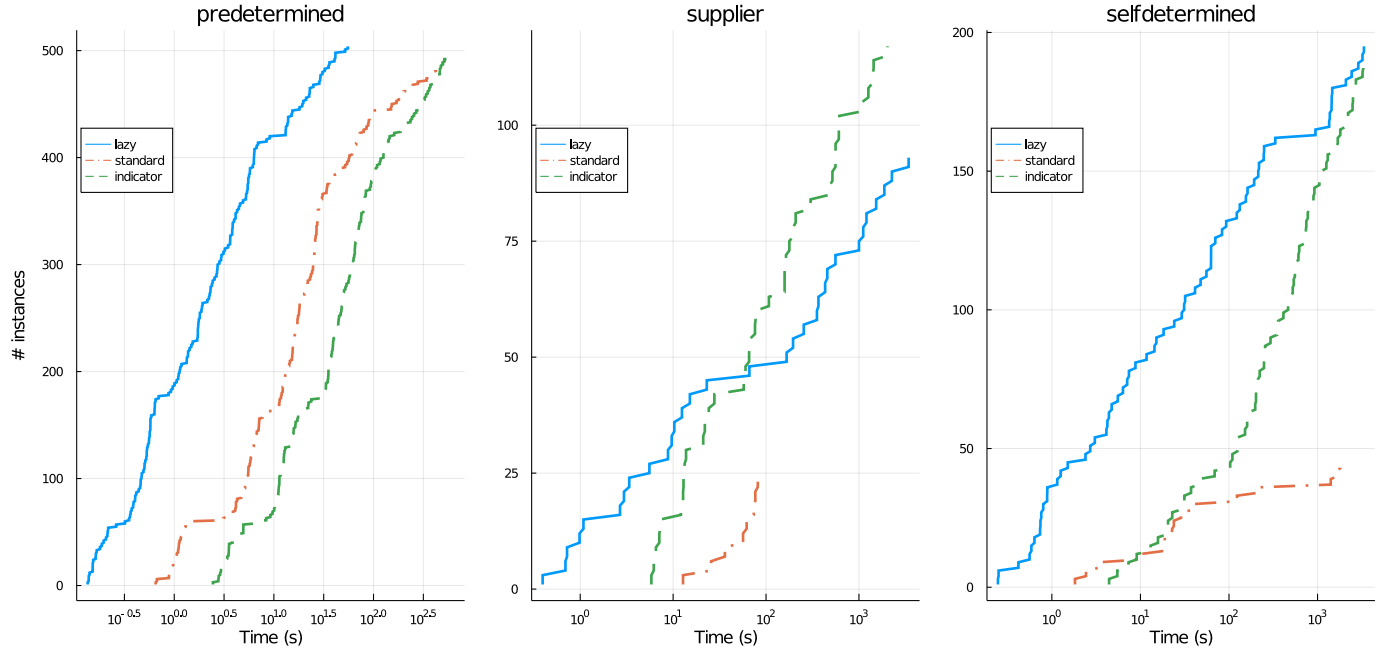 predetermined
supplier
selfdetermined
# instances
500
400
300
200
100
0
lazy
standard
indicator
10^-0.5
10^0.0
10^0.5
10^1.0
10^1.5
10^2.0
10^2.5
Time (s)
100
75
50
25
0
lazy
standard
indicator
10^0
10^1
10^2
10^3
Time (s)
200
150
100
50
0
lazy
standard
indicator
10^0
10^1
10^2
10^3
Time (s)